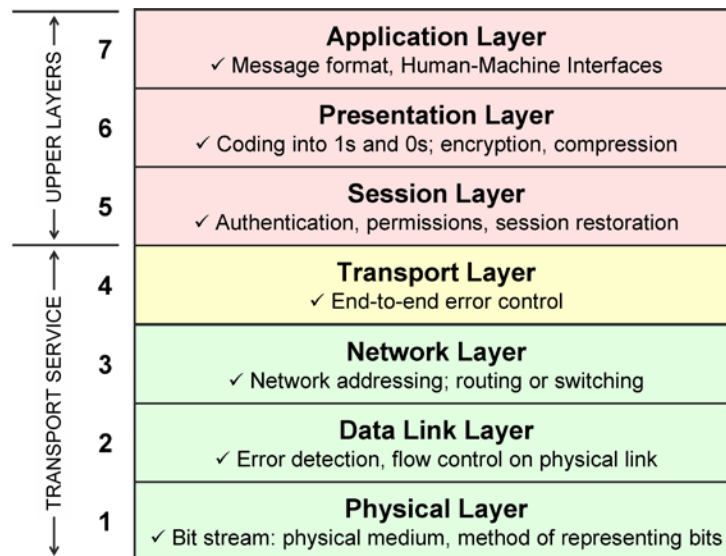 UPPER LAYERS
7
Application Layer
✓ Message format, Human-Machine Interfaces
6
Presentation Layer
✓ Coding into 1s and 0s; encryption, compression
5
Session Layer
✓ Authentication, permissions, session restoration
TRANSPORT SERVICE
4
Transport Layer
✓ End-to-end error control
3
Network Layer
✓ Network addressing; routing or switching
2
Data Link Layer
✓ Error detection, flow control on physical link
1
Physical Layer
✓ Bit stream: physical medium, method of representing bits